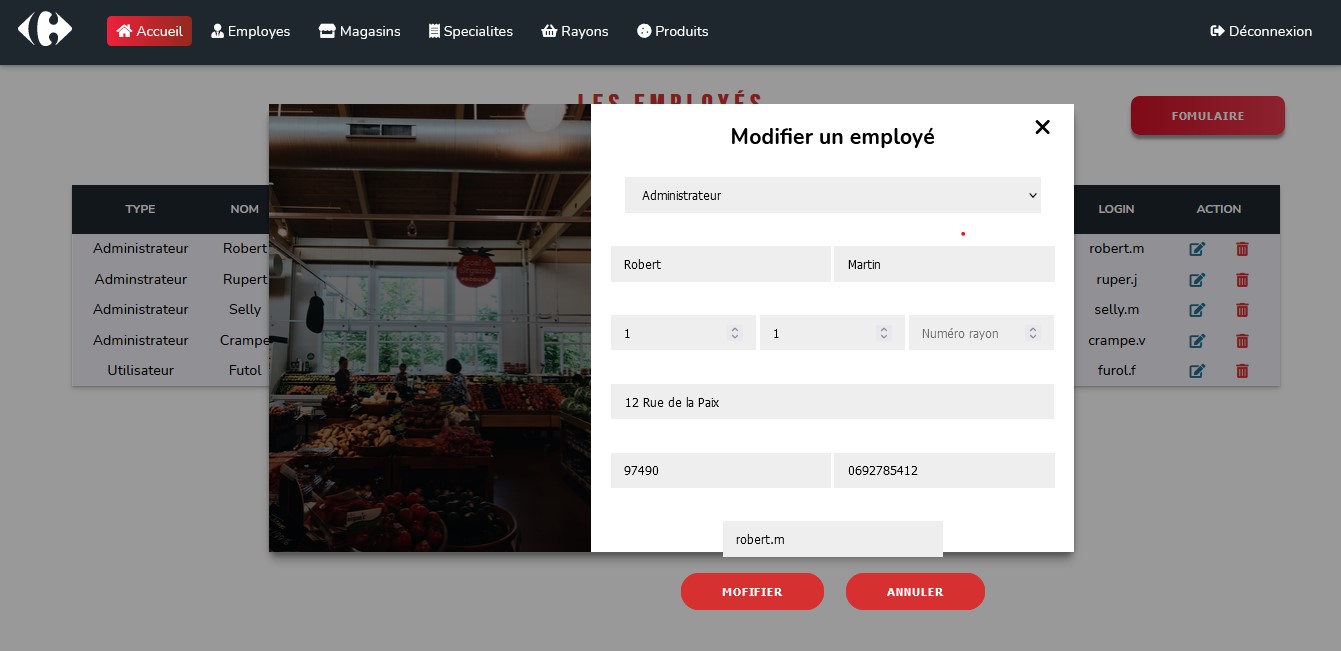 Accueil Employes Magasins Specialites Rayons Produits Déconnexion
LES EMPLOYÉS
FOMULAIRE
Modifier un employé
Administrateur
Robert Martin
1 1 Numéro rayon
12 Rue de la Paix
97490 0692785412
robert.m
MOFIFIER ANNULER
TYPE NOM LOGIN ACTION
Administrateur Robert robert.m
Adminstrateur Rupert ruper.j
Administrateur Selly selly.m
Administrateur Crampe crampe.v
Utilisateur Futol furol.f